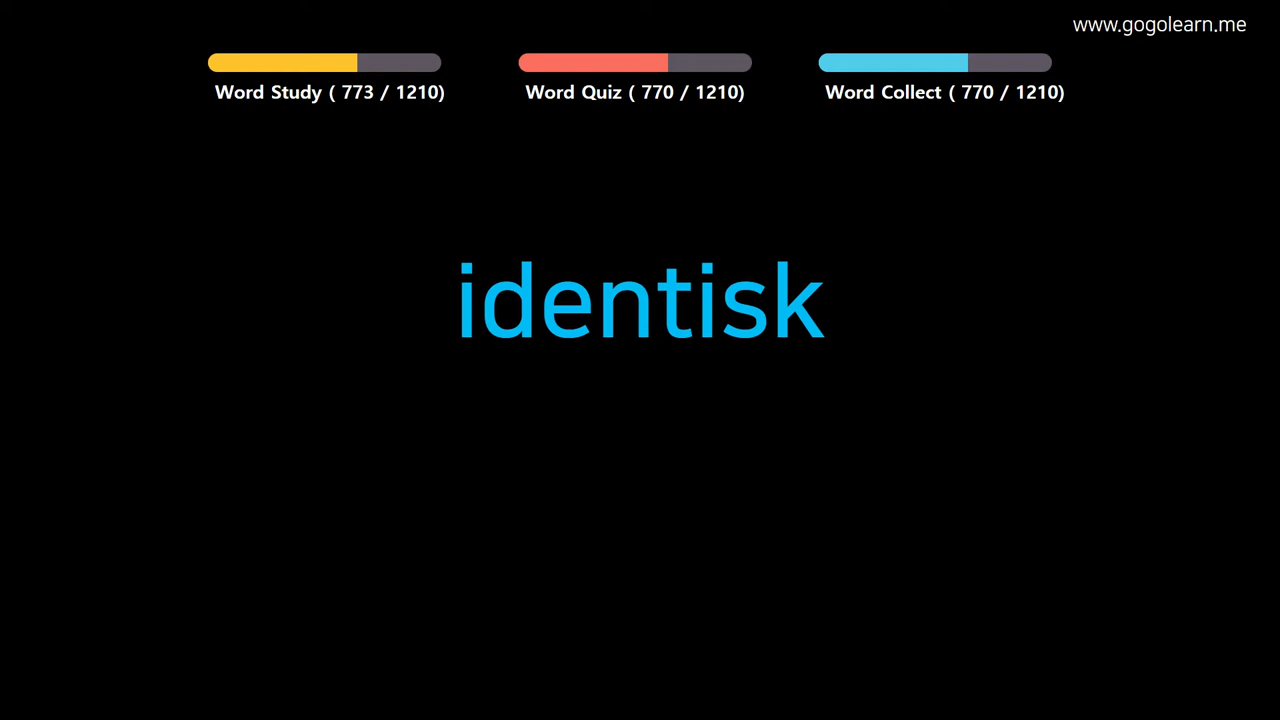 www.gogolearn.me
Word Study ( 773 / 1210)
Word Quiz ( 770 / 1210)
Word Collect ( 770 / 1210)
identisk